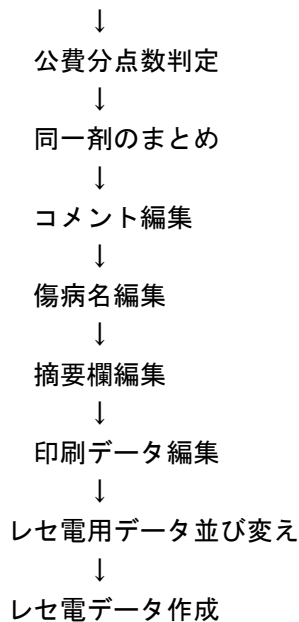 ↓
公費分点数判定
↓
同一剤のまとめ
↓
コメント編集
↓
傷病名編集
↓
摘要欄編集
↓
印刷データ編集
↓
レセ電用データ並び変え
↓
レセ電データ作成